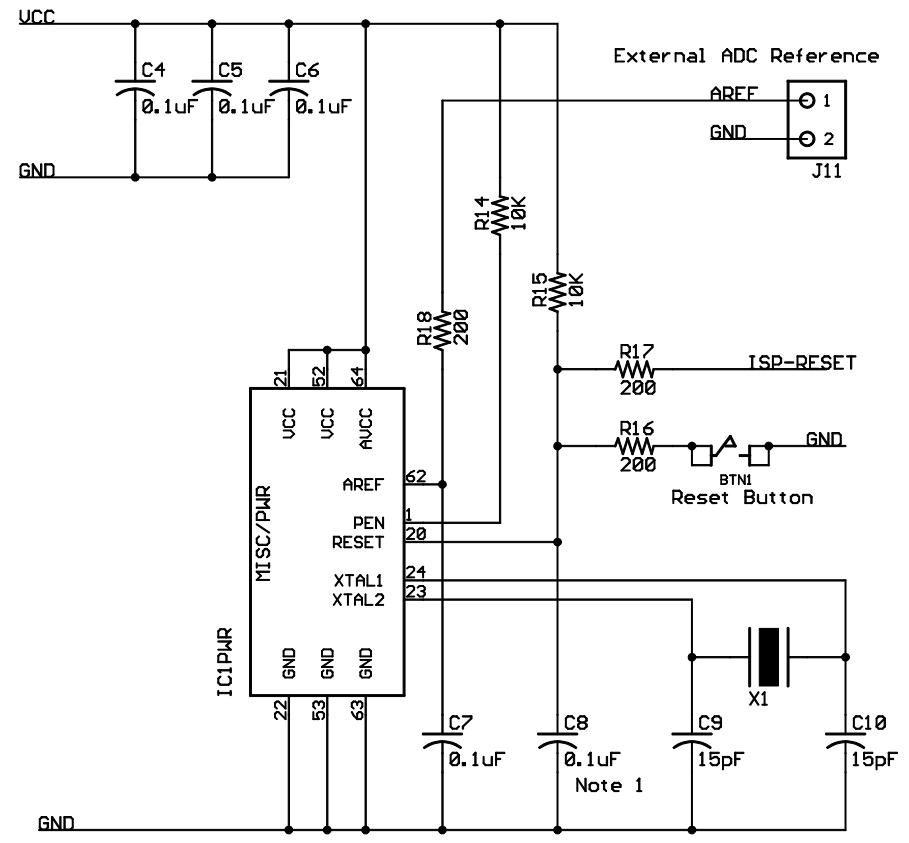 VCC
C4
C5
C6
0.1uF
0.1uF
0.1uF
GND
External ADC Reference
AREF
1
GND
2
J11
R14
10K
R15
10K
R18
200
R17
200
ISP-RESET
R16
200
GND
BTN1
Reset Button
21
52
64
VCC
VCC
AVCC
AREF
62
PEN
1
RESET
20
XTAL1
24
XTAL2
23
MISC/PWR
IC1PWR
GND
GND
GND
22
53
63
X1
C7
0.1uF
C8
0.1uF
Note 1
C9
15pF
C10
15pF
GND